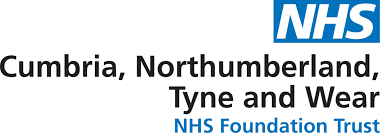 NHS
Cumbria, Northumberland,
Tyne and Wear
NHS Foundation Trust